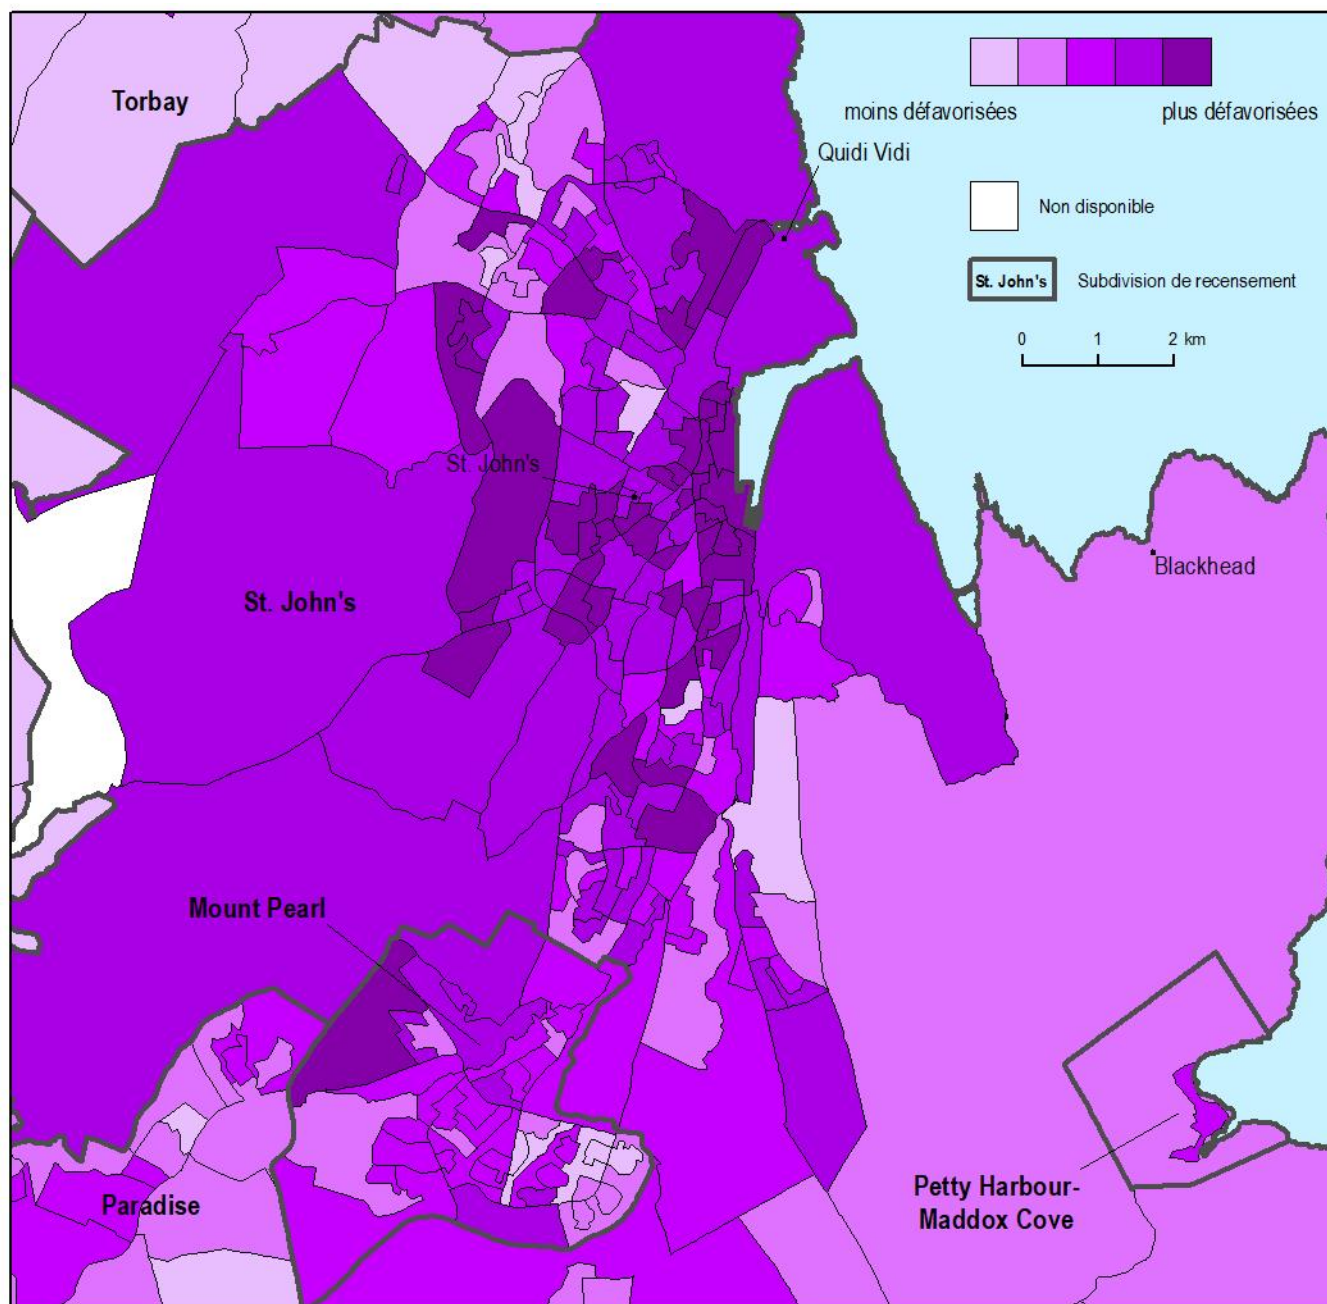 Torbay
moins défavorisées
plus défavorisées
Quidi Vidi
Non disponible
St. John's
Subdivision de recensement
0 1 2 km
St. John's
Blackhead
St. John's
Mount Pearl
Paradise
Petty Harbour-
Maddox Cove